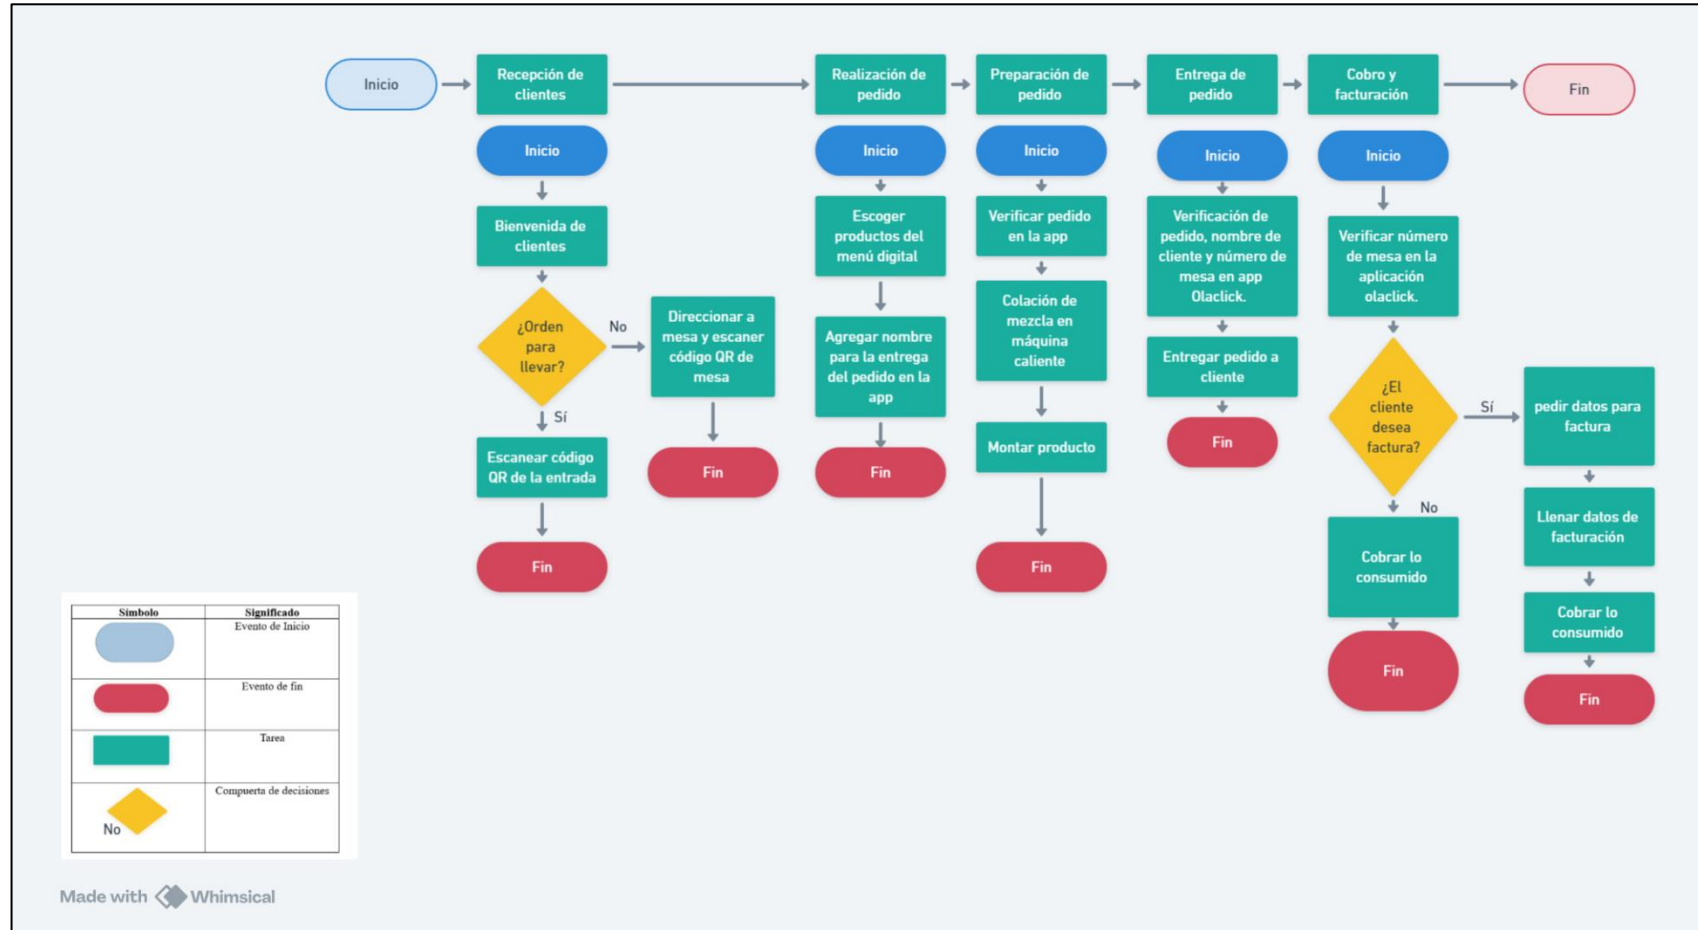 Inicio
Recepción de
clientes
Realización de
pedido
Preparación de
pedido
Entrega de
pedido
Cobro y
facturación
Fin
Inicio
Bienvenida de
clientes
¿Orden
para
llevar?
No
Direccionar a
mesa y escaner
código QR de
mesa
Fin
Sí
Escanear código
QR de la entrada
Fin
Inicio
Escoger
productos del
menú digital
Agregar nombre
para la entrega
del pedido en la
app
Fin
Inicio
Verificar pedido
en la app
Colación de
mezcla en
máquina
caliente
Montar producto
Fin
Inicio
Verificación de
pedido, nombre de
cliente y número de
mesa en app
Olaclick.
Entregar pedido a
cliente
Fin
Inicio
Verificar número
de mesa en la
aplicación
olaclick.
¿El
cliente
desea
factura?
Sí
pedir datos para
factura
Llenar datos de
facturación
Cobrar lo
consumido
Fin
No
Cobrar lo
consumido
Fin
Símbolo Significado
Evento de Inicio
Evento de fin
Tarea
Compuerta de decisiones
No
Made with Whimsical